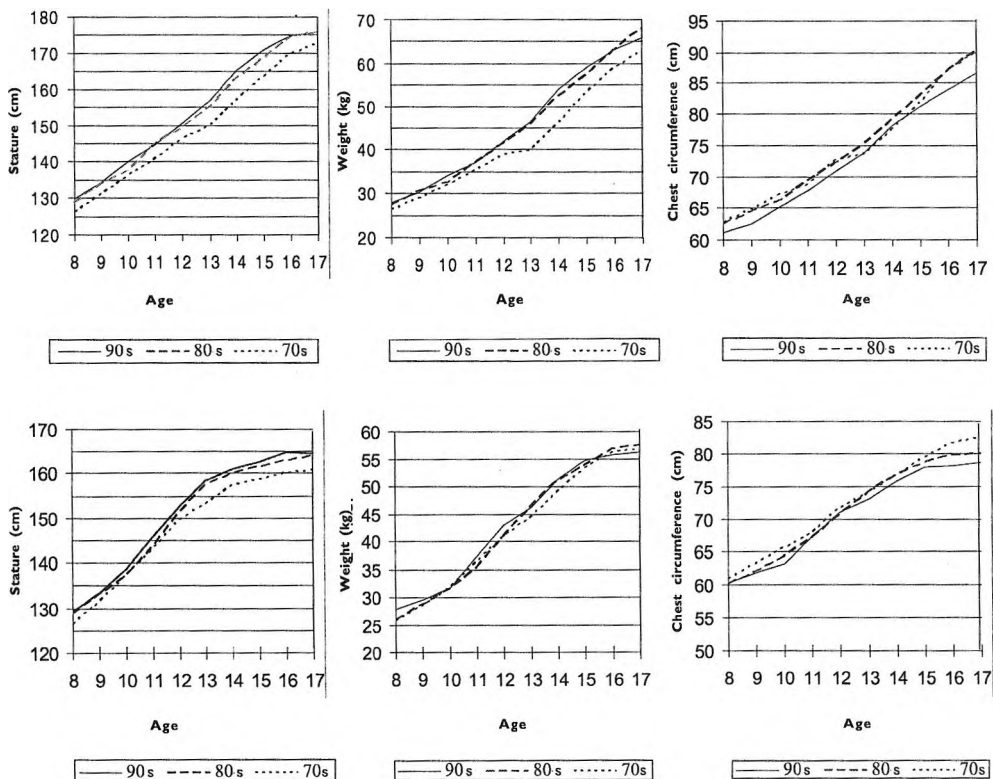 Stature (cm)
180
170
160
150
140
130
120
8 9 10 11 12 13 14 15 16 17
Age
90s 80s 70s
Weight (kg)
70
60
50
40
30
20
8 9 10 11 12 13 14 15 16 17
Age
90s 80s 70s
Chest circumference (cm)
95
90
85
80
75
70
65
60
8 9 10 11 12 13 14 15 16 17
Age
90s 80s 70s
Stature (cm)
170
160
150
140
130
120
8 9 10 11 12 13 14 15 16 17
Age
90s 80s 70s
Weight (kg)
60
55
50
45
40
35
30
25
20
8 9 10 11 12 13 14 15 16 17
Age
90s 80s 70s
Chest circumference (cm)
85
80
75
70
65
60
55
50
8 9 10 11 12 13 14 15 16 17
Age
90s 80s 70s